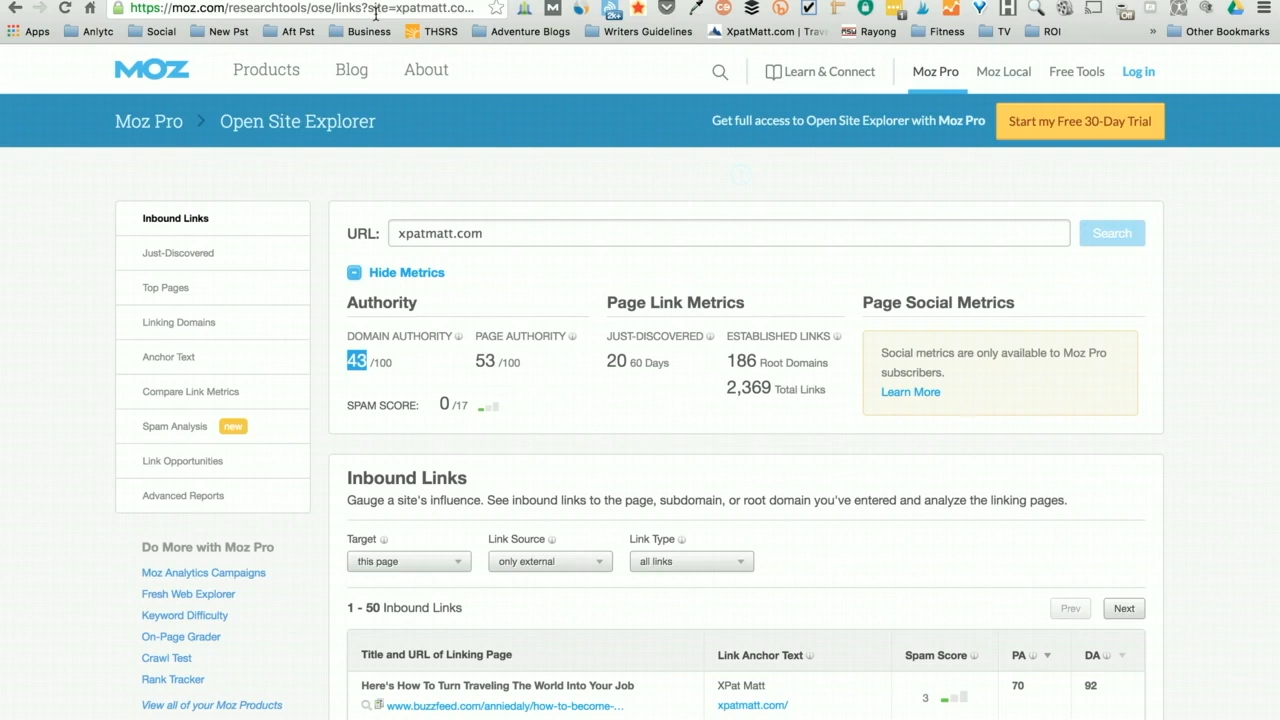 https://moz.com/researchtools/ose/links?site=xpatmatt.co...
2k+
1
Off
Apps Anlytc Social New Pst Aft Pst Business THSRS Adventure Blogs Writers Guidelines XpatMatt.com | Trav Rayong Fitness TV ROI » Other Bookmarks
MOZ Products Blog About Learn & Connect Moz Pro Moz Local Free Tools Log in
Moz Pro > Open Site Explorer Get full access to Open Site Explorer with Moz Pro Start my Free 30-Day Trial
Inbound Links
Just-Discovered
Top Pages
Linking Domains
Anchor Text
Compare Link Metrics
Spam Analysis new
Link Opportunities
Advanced Reports
Do More with Moz Pro
Moz Analytics Campaigns
Fresh Web Explorer
Keyword Difficulty
On-Page Grader
Crawl Test
Rank Tracker
View all of your Moz Products
URL: xpatmatt.com Search
Hide Metrics
Authority
DOMAIN AUTHORITY PAGE AUTHORITY
43 /100 53 /100
SPAM SCORE: 0 /17
Page Link Metrics
JUST-DISCOVERED ESTABLISHED LINKS
20 60 Days 186 Root Domains
2,369 Total Links
Page Social Metrics
Social metrics are only available to Moz Pro
subscribers.
Learn More
Inbound Links
Gauge a site's influence. See inbound links to the page, subdomain, or root domain you've entered and analyze the linking pages.
Target Link Source Link Type
this page only external all links
1 - 50 Inbound Links Prev Next
Title and URL of Linking Page Link Anchor Text Spam Score PA DA
Here's How To Turn Traveling The World Into Your Job XPat Matt 3 70 92
www.buzzfeed.com/anniedaly/how-to-become-... xpatmatt.com/